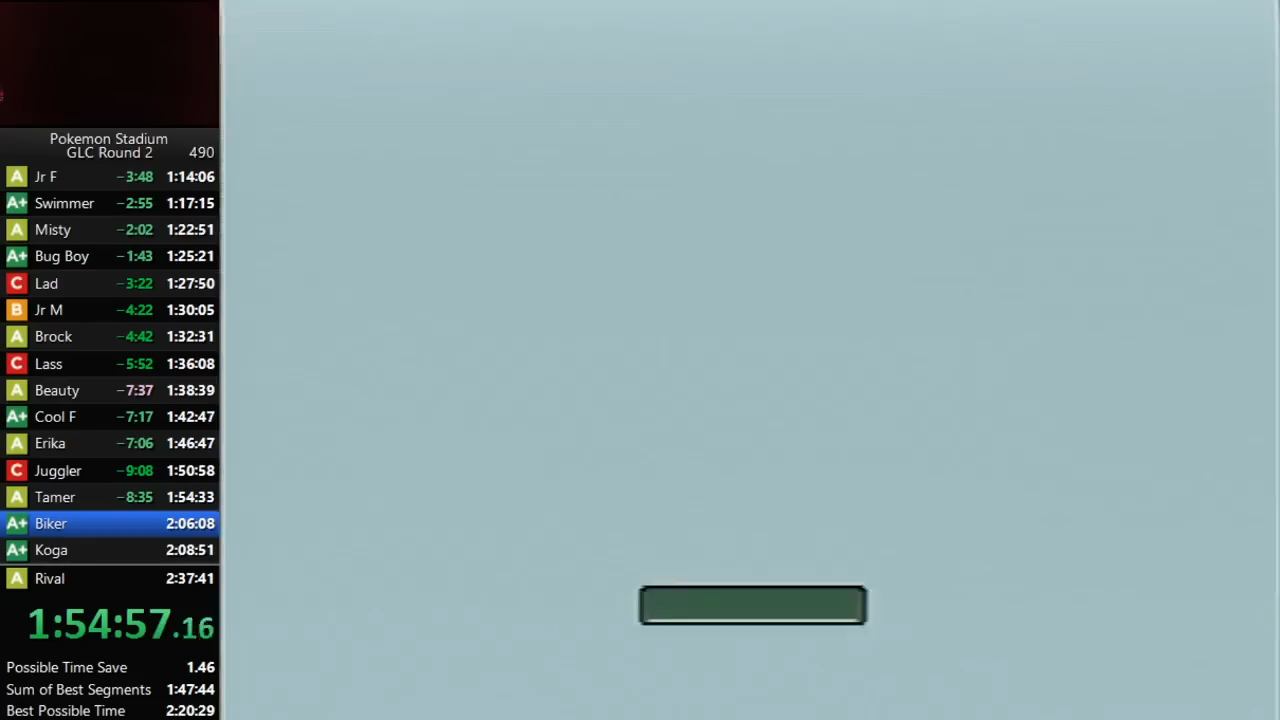 Pokemon Stadium
GLC Round 2 490
A Jr F −3:48 1:14:06
A+ Swimmer −2:55 1:17:15
A Misty −2:02 1:22:51
A+ Bug Boy −1:43 1:25:21
C Lad −3:22 1:27:50
B Jr M −4:22 1:30:05
A Brock −4:42 1:32:31
C Lass −5:52 1:36:08
A Beauty −7:37 1:38:39
A+ Cool F −7:17 1:42:47
A Erika −7:06 1:46:47
C Juggler −9:08 1:50:58
A Tamer −8:35 1:54:33
A+ Biker 2:06:08
A+ Koga 2:08:51
A Rival 2:37:41
1:54:57.16
Possible Time Save 1.46
Sum of Best Segments 1:47:44
Best Possible Time 2:20:29